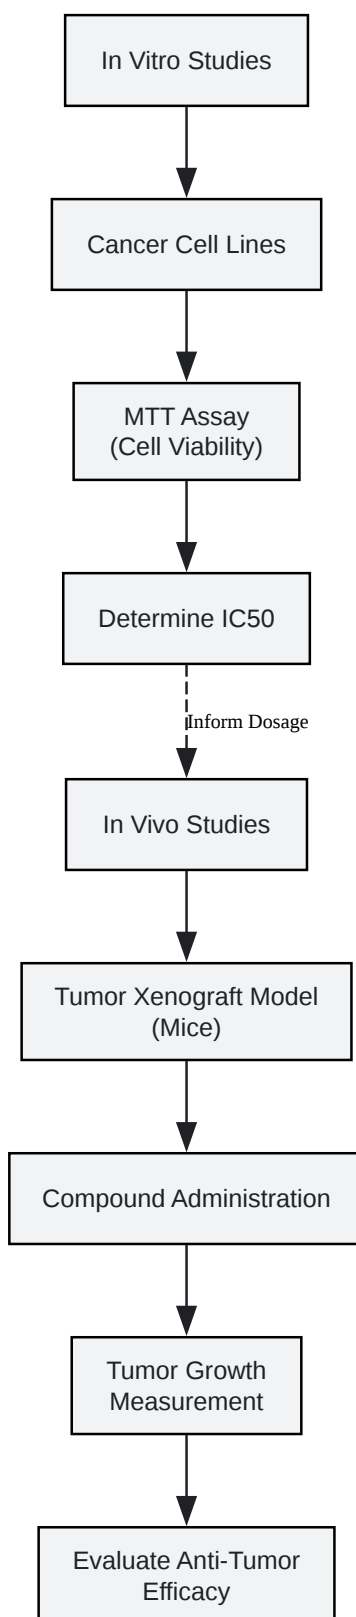 In Vitro Studies
Cancer Cell Lines
MTT Assay
(Cell Viability)
Determine IC50
Inform Dosage
In Vivo Studies
Tumor Xenograft Model
(Mice)
Compound Administration
Tumor Growth
Measurement
Evaluate Anti-Tumor
Efficacy